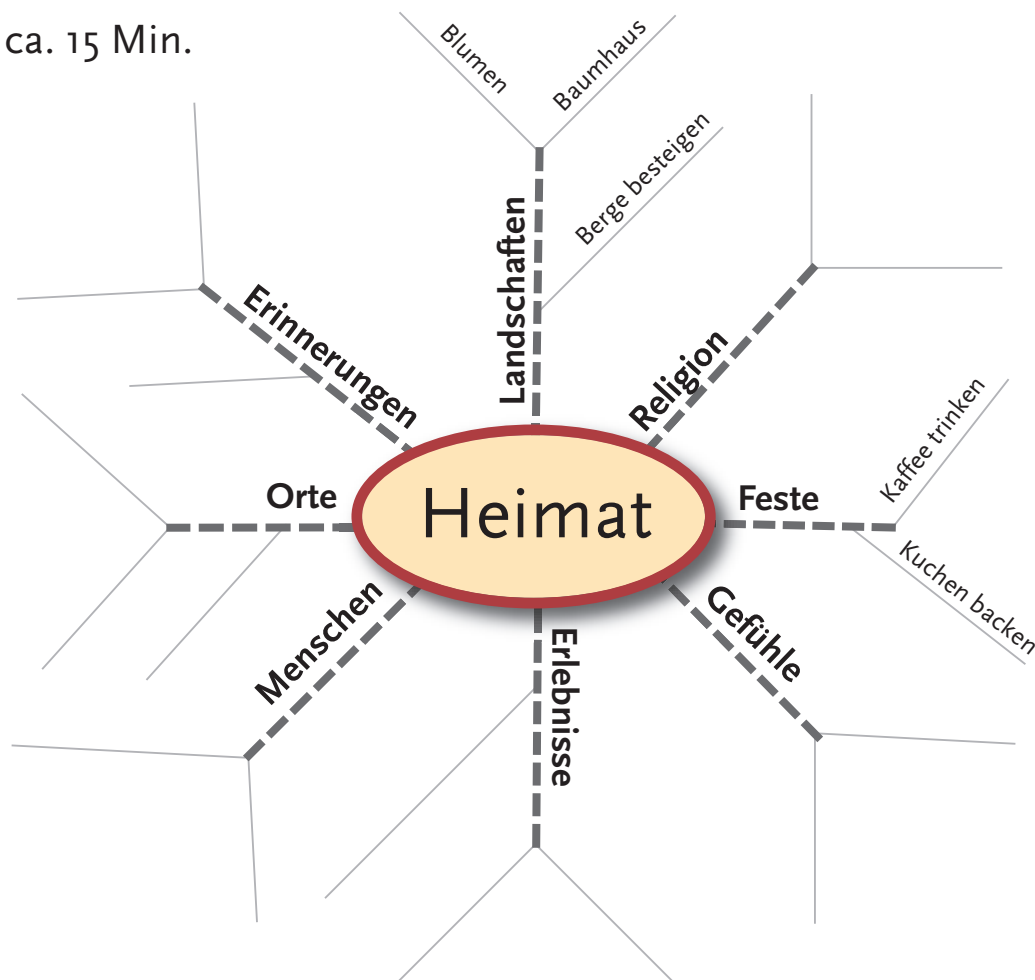 ca. 15 Min.
Blumen
Baumhaus
Berge besteigen
Landschaften
Erinnerungen
Religion
Kaffee trinken
Orte
Heimat
Feste
Kuchen backen
Menschen
Erlebnisse
Gefühle